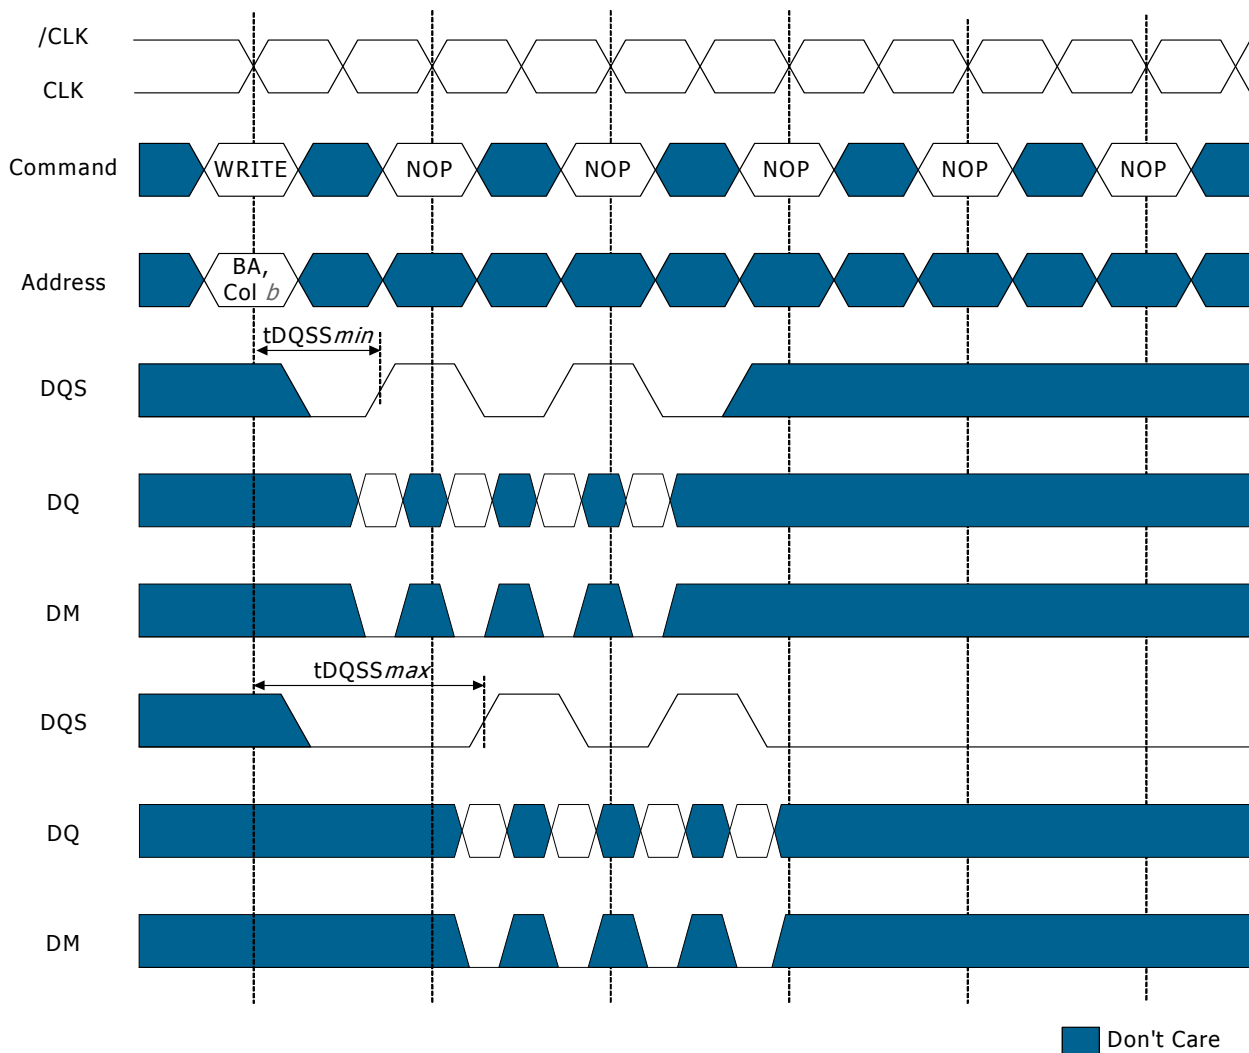 /CLK
CLK
Command WRITE NOP NOP NOP NOP NOP
Address BA,
Col b
tDQSSmin
DQS
DQ
DM
tDQSSmax
DQS
DQ
DM
Don't Care